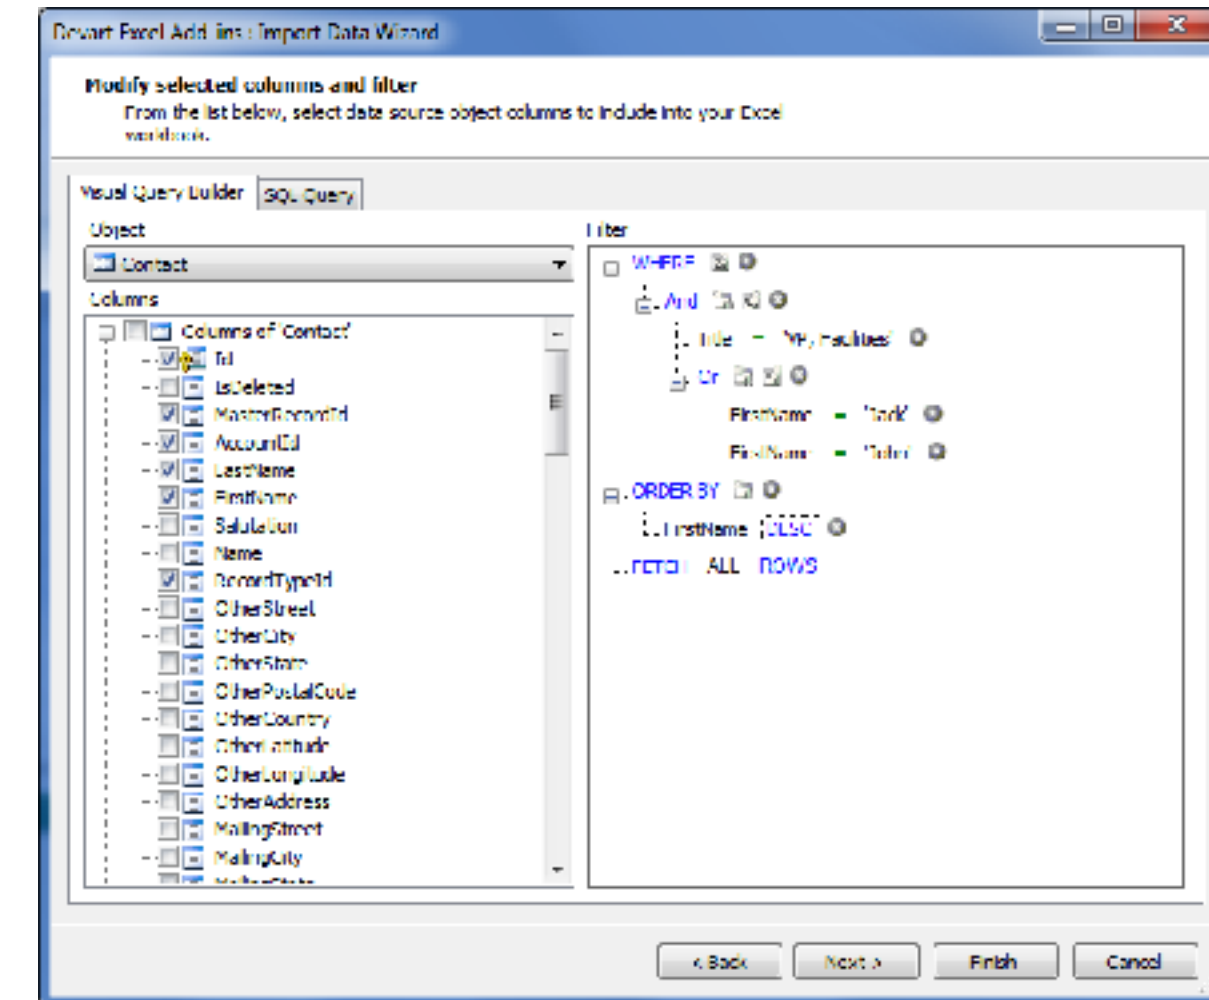 Devart Excel Add-ins : Import Data Wizard
Modify selected columns and filter
From the list below, select data source object columns to include into your Excel
workbook.
Visual Query Builder SQL Query
Object
Contact
Columns
Columns of 'Contact'
Id
IsDeleted
MasterRecordId
AccountId
LastName
FirstName
Salutation
Name
RecordTypeId
OtherStreet
OtherCity
OtherState
OtherPostalCode
OtherCountry
OtherLatitude
OtherLongitude
OtherAddress
MailingStreet
MailingCity
MailingState
Filter
WHERE
And
Title = 'VP, Facilities'
Or
FirstName = 'Jack'
FirstName = 'John'
ORDER BY
FirstName DESC
FETCH ALL ROWS
< Back Next > Finish Cancel